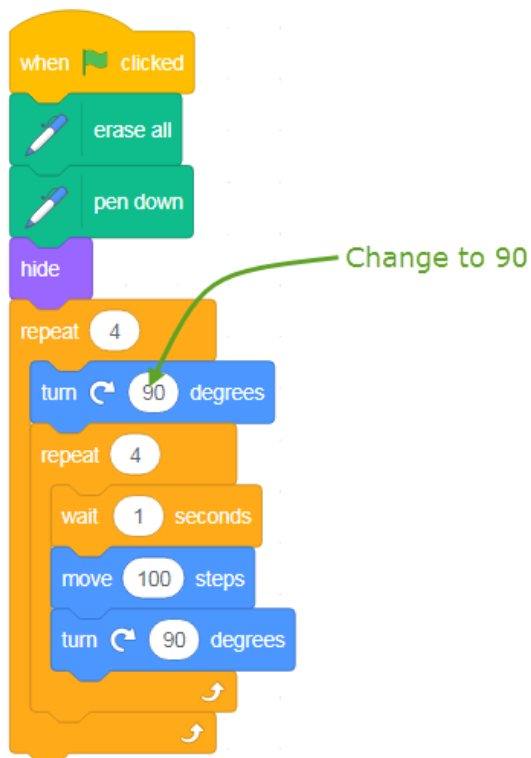 when clicked
erase all
pen down
hide
Change to 90
repeat 4
turn 90 degrees
repeat 4
wait 1 seconds
move 100 steps
turn 90 degrees